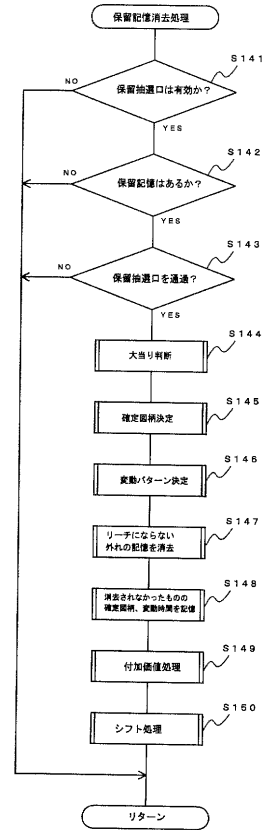 保留記憶消去処理
S141
保留抽選口は有効か？
NO
YES
S142
保留記憶はあるか？
NO
YES
S143
保留抽選口を通過？
NO
YES
S144
大当り判断
S145
確定図柄決定
S146
変動パターン決定
S147
リーチにならない
外れの記憶を消去
S148
消去されなかったものの
確定図柄、変動時間を記憶
S149
付加価値処理
S150
シフト処理
リターン